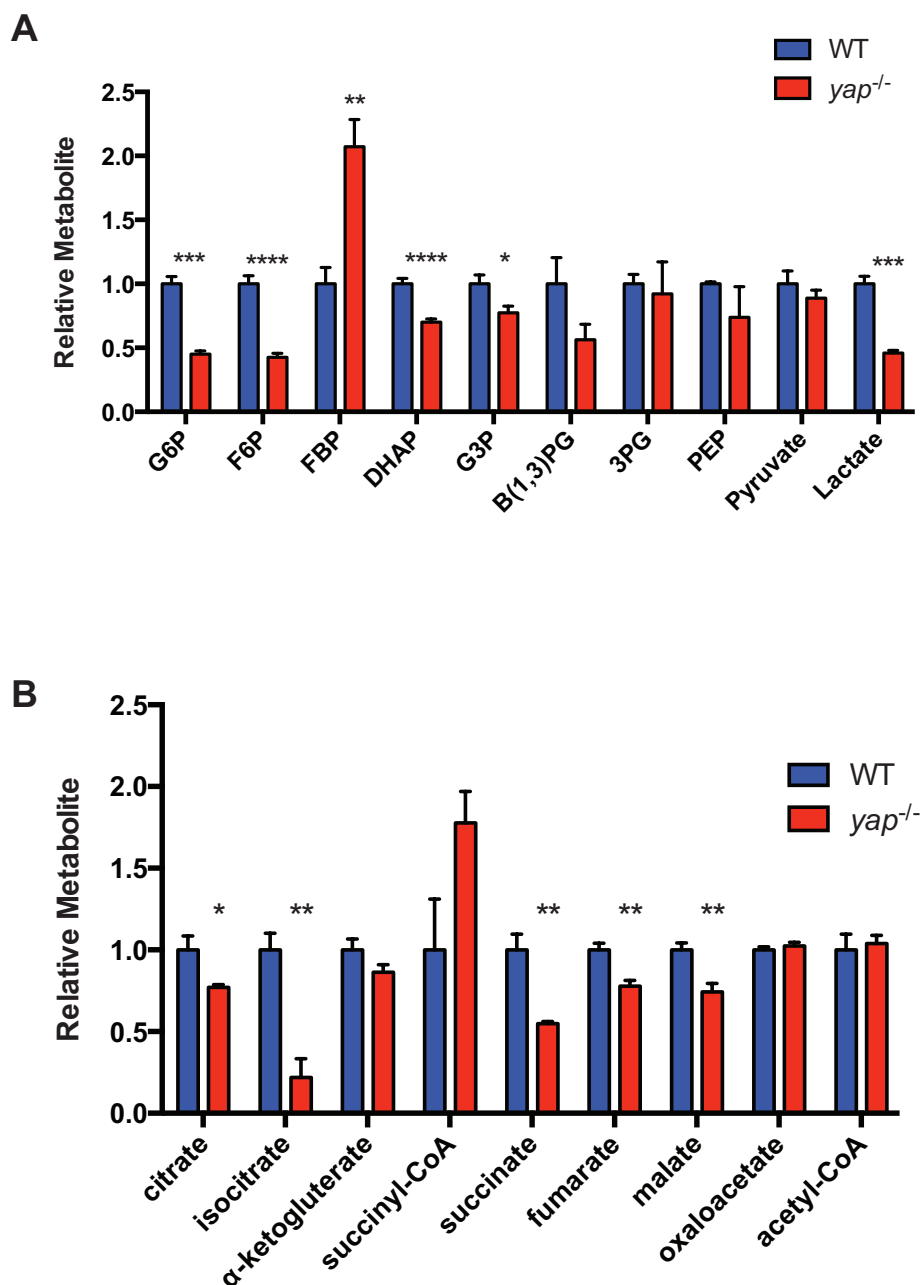 A
WT
yap-/-
Relative Metabolite
2.5
2.0
1.5
1.0
0.5
0.0
***
****
**
****
*
***
G6P
F6P
FBP
DHAP
G3P
B(1,3)PG
3PG
PEP
Pyruvate
Lactate
B
WT
yap-/-
Relative Metabolite
2.5
2.0
1.5
1.0
0.5
0.0
*
**
**
**
**
citrate
isocitrate
α-ketogluterate
succinyl-CoA
succinate
fumarate
malate
oxaloacetate
acetyl-CoA